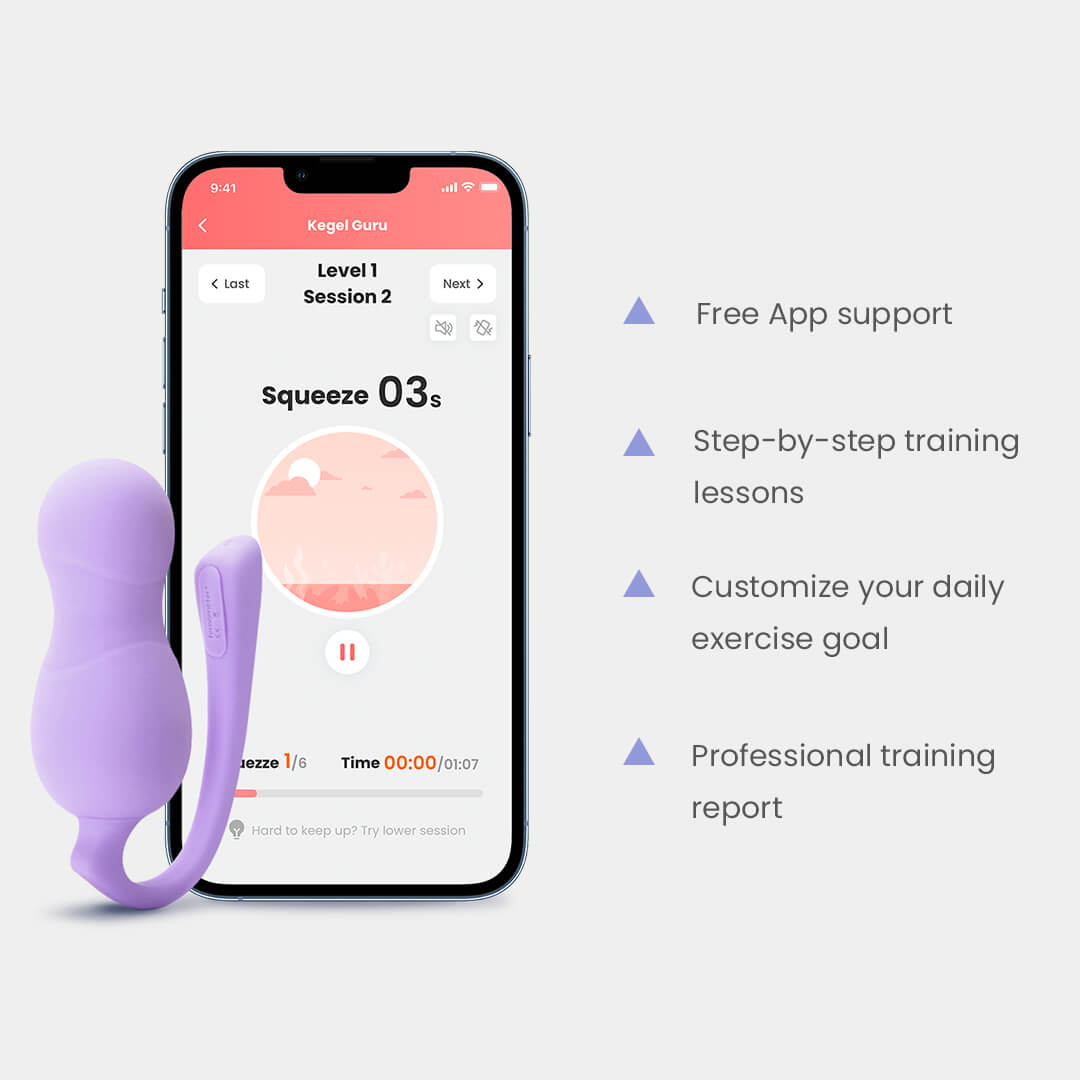 9:41
Kegel Guru
Last
Level 1
Next
Session 2
Squeeze 03s
1/6
Time 00:00/01:07
Hard to keep up? Try lower session
Free App support
Step-by-step training
lessons
Customize your daily
exercise goal
Professional training
report